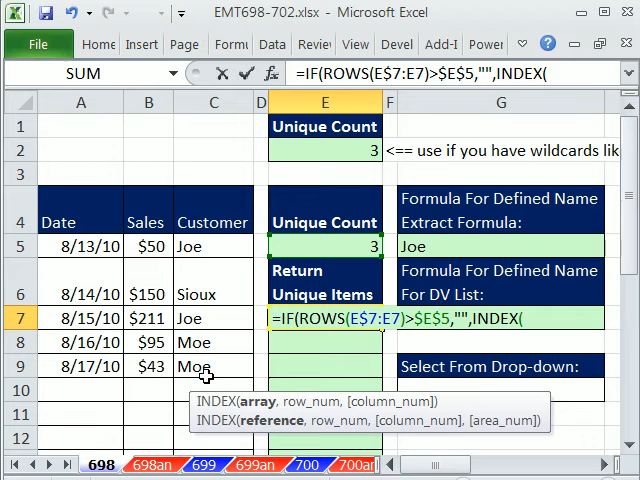 EMT698-702.xlsx - Microsoft Excel
File Home Insert Page Formu Data Review View Devel Add-I Power
SUM =IF(ROWS(E$7:E7)>$E$5,"",INDEX(
A B C D E F G
1 Unique Count
2 3 <== use if you have wildcards lik
3
Formula For Defined Name
4 Date Sales Customer Unique Count Extract Formula:
5 8/13/10 $50 Joe 3 Joe
Return Formula For Defined Name
6 8/14/10 $150 Sioux Unique Items For DV List:
7 8/15/10 $211 Joe =IF(ROWS(E$7:E7)>$E$5,"",INDEX(
8 8/16/10 $95 Moe
9 8/17/10 $43 Moe Select From Drop-down:
10
INDEX(array, row_num, [column_num])
11
INDEX(reference, row_num, [column_num], [area_num])
12
698 698an 699 699an 700 700an